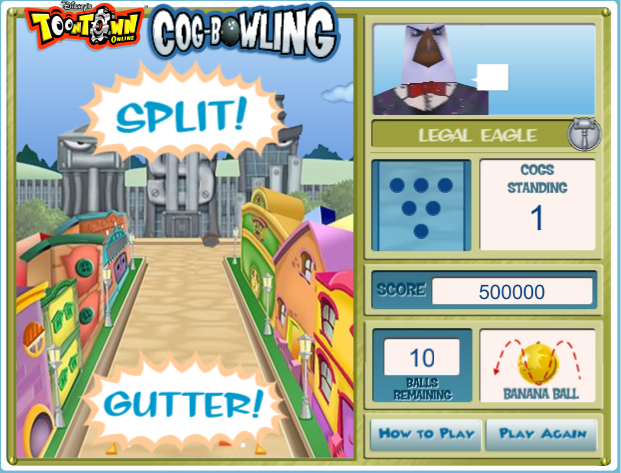 Disney's
TOONTOWN
ONLINE
COG-BOWLING
SPLIT!
GUTTER!
LEGAL EAGLE
COGS
STANDING
1
SCORE 500000
10
BALLS
REMAINING
BANANA BALL
HOW TO PLAY
PLAY AGAIN